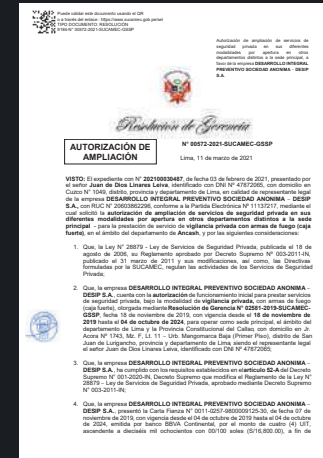 Puede validar este documento usando el QR
o a través del enlace: https://www.sucamec.gob.pe/sel
TIPO DOCUMENTO: RESOLUCIÓN
N° 00572-2021-SUCAMEC-GSSP
Autorización de ampliación de servicios de
seguridad privada en sus diferentes
modalidades por apertura en otros
departamentos distintos a la sede principal, a
favor de la empresa DESARROLLO INTEGRAL
PREVENTIVO SOCIEDAD ANONIMA - DESIP
S.A.
Resolución de Gerencia
AUTORIZACIÓN DE
AMPLIACIÓN
N° 00572-2021-SUCAMEC-GSSP
Lima, 11 de marzo de 2021
VISTO: El expediente con N° 202100030487, de fecha 03 de febrero de 2021, presentado por
el señor Juan de Dios Linares Leiva, identificado con DNI N° 47872065, con domicilio en
Cuzco N° 1049, distrito, provincia y departamento de Lima, en calidad de representante legal
de la empresa DESARROLLO INTEGRAL PREVENTIVO SOCIEDAD ANONIMA - DESIP
S.A., con RUC N° 20603862296, conforme a la Partida Electrónica N° 11137217, mediante el
cual solicitó la autorización de ampliación de servicios de seguridad privada en sus
diferentes modalidades por apertura en otros departamentos distintos a la sede
principal - para la prestación de servicio de vigilancia privada con armas de fuego (caja
fuerte), en el ámbito del departamento de Ancash, y por los siguientes considerandos:
1. Que, la Ley N° 28879 - Ley de Servicios de Seguridad Privada, publicada el 18 de
agosto de 2006, su Reglamento aprobado por Decreto Supremo N° 003-2011-IN,
publicado el 31 de marzo de 2011 y sus modificaciones, así como, las Directivas
formuladas por la SUCAMEC, regulan las actividades de los Servicios de Seguridad
Privada;
2. Que, la empresa DESARROLLO INTEGRAL PREVENTIVO SOCIEDAD ANONIMA -
DESIP S.A., cuenta con la autorización de funcionamiento inicial para prestar servicios
de seguridad privada, bajo la modalidad de vigilancia privada, con armas de fuego
(caja fuerte), otorgada mediante Resolución de Gerencia N° -2019-SUCAMEC-
GSSP, fecha 18 de noviembre de 2019, con vigencia desde el 18 de noviembre de
2019 hasta el 04 de octubre de 2024, para operar como sede principal, el ámbito del
departamento de Lima y la Provincia Constitucional del Callao, con domicilio en Jr.
Acora N° 1743, Mz. F, Lt. 11 - Urb. Mangomarca Baja (Primer Piso), distrito de San
Juan de Lurigancho, provincia y departamento de Lima; siendo el representante legal
el señor Juan de Dios Linares Leiva, identificado con DNI N° 47872065;
3. Que, la empresa DESARROLLO INTEGRAL PREVENTIVO SOCIEDAD ANONIMA -
DESIP S.A., ha cumplido con los requisitos establecidos en el artículo 52-A del Decreto
Supremo N° 001-2020-IN, Decreto Supremo que modifica el Reglamento de la Ley N°
28879 - Ley de Servicios de Seguridad Privada, aprobado mediante Decreto Supremo
N° 003-2011-IN;
4. Que, la empresa DESARROLLO INTEGRAL PREVENTIVO SOCIEDAD ANONIMA -
DESIP S.A., presentó la Carta Fianza N° 0011-0257-9800009125-30, de fecha 07 de
noviembre de 2019, con vigencia desde el 04 de octubre de 2019 hasta el 04 de octubre
de 2024, emitida por banco BBVA Continental, por el monto de cuatro (4) UIT,
ascendente a dieciséis mil ochocientos con 00/100 soles (S/16,800.00), a fin de